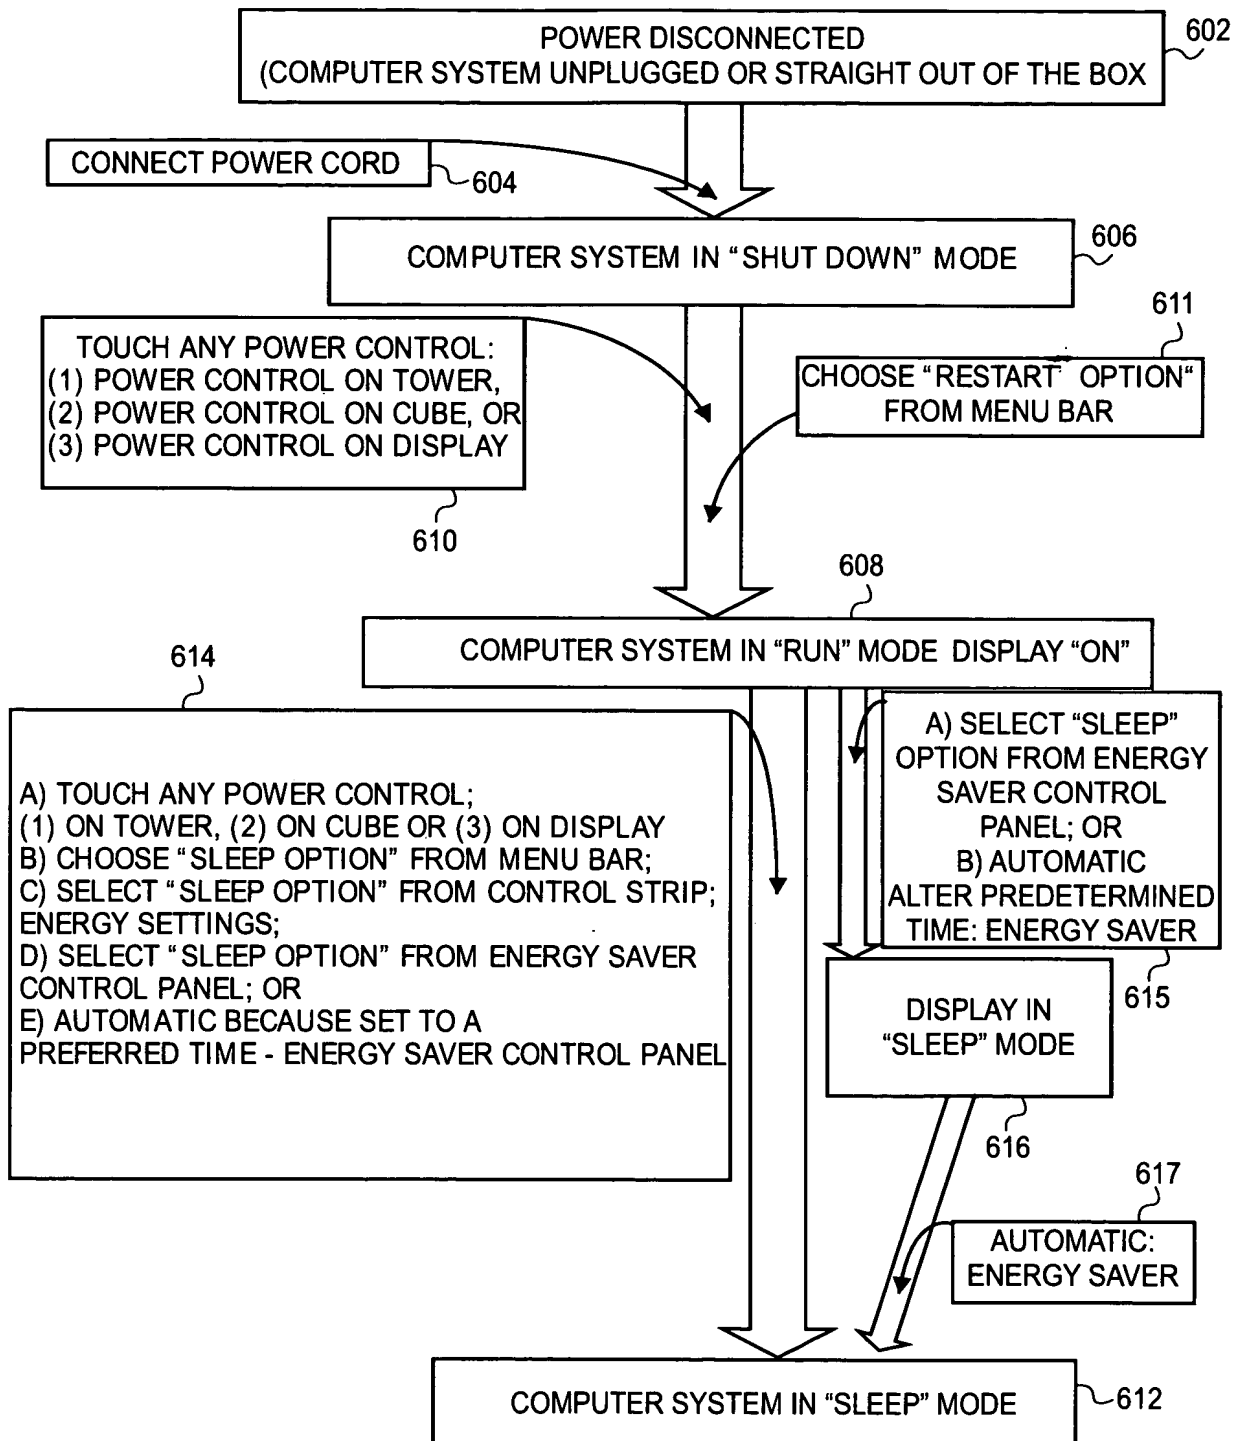 POWER DISCONNECTED
(COMPUTER SYSTEM UNPLUGGED OR STRAIGHT OUT OF THE BOX
602
CONNECT POWER CORD
604
COMPUTER SYSTEM IN “SHUT DOWN” MODE
606
TOUCH ANY POWER CONTROL:
(1) POWER CONTROL ON TOWER,
(2) POWER CONTROL ON CUBE, OR
(3) POWER CONTROL ON DISPLAY
610
611
CHOOSE “RESTART OPTION“
FROM MENU BAR
608
COMPUTER SYSTEM IN “RUN” MODE DISPLAY “ON”
614
A) TOUCH ANY POWER CONTROL;
(1) ON TOWER, (2) ON CUBE OR (3) ON DISPLAY
B) CHOOSE “SLEEP OPTION” FROM MENU BAR;
C) SELECT “SLEEP OPTION” FROM CONTROL STRIP;
ENERGY SETTINGS;
D) SELECT “SLEEP OPTION” FROM ENERGY SAVER
CONTROL PANEL; OR
E) AUTOMATIC BECAUSE SET TO A
PREFERRED TIME - ENERGY SAVER CONTROL PANEL
A) SELECT “SLEEP”
OPTION FROM ENERGY
SAVER CONTROL
PANEL; OR
B) AUTOMATIC
ALTER PREDETERMINED
TIME: ENERGY SAVER
615
DISPLAY IN
“SLEEP” MODE
616
617
AUTOMATIC:
ENERGY SAVER
COMPUTER SYSTEM IN “SLEEP” MODE
612